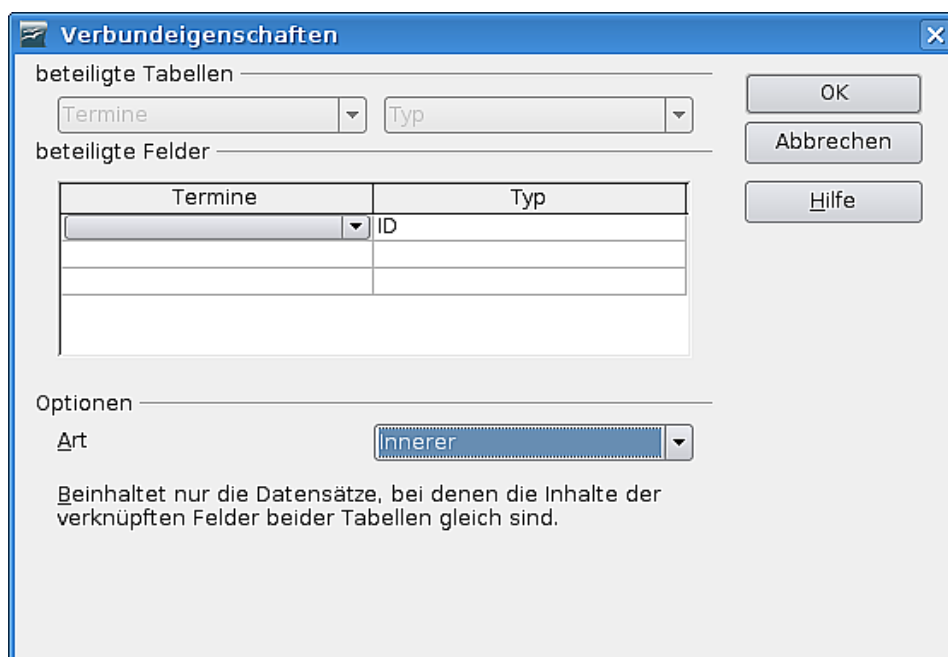 Verbundeigenschaften
beteiligte Tabellen
Termine Typ
beteiligte Felder
Termine Typ
ID
Optionen
Art Innerer
Beinhaltet nur die Datensätze, bei denen die Inhalte der
verknüpften Felder beider Tabellen gleich sind.
OK
Abbrechen
Hilfe